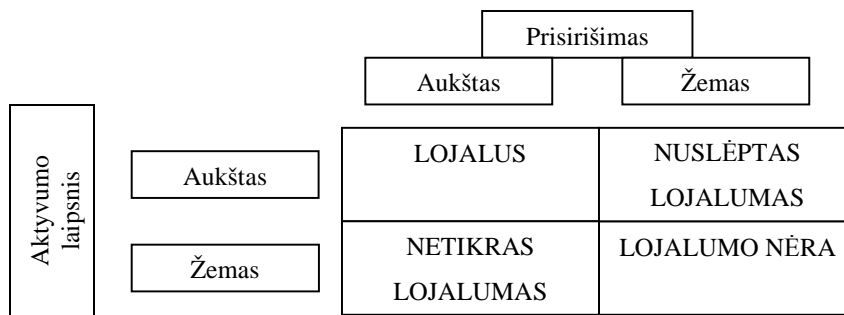 Prisirišimas
Aukštas
Žemas
Aktyvumo
laipsnis
Aukštas
LOJALUS
NUSLĖPTAS
LOJALUMAS
Žemas
NETIKRAS
LOJALUMAS
LOJALUMO NĖRA